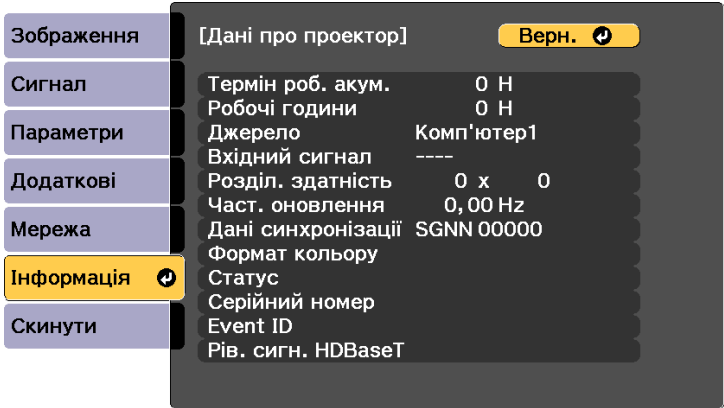 Зображення
Сигнал
Параметри
Додаткові
Мережа
Інформація
Скинути
[Дані про проектор] Верн.
Термін роб. акум. 0 H
Робочі години 0 H
Джерело Комп'ютер1
Вхідний сигнал ----
Розділ. здатність 0 x 0
Част. оновлення 0,00 Hz
Дані синхронізації SGNN 00000
Формат кольору
Статус
Серійний номер
Event ID
Рів. сигн. HDBaseT